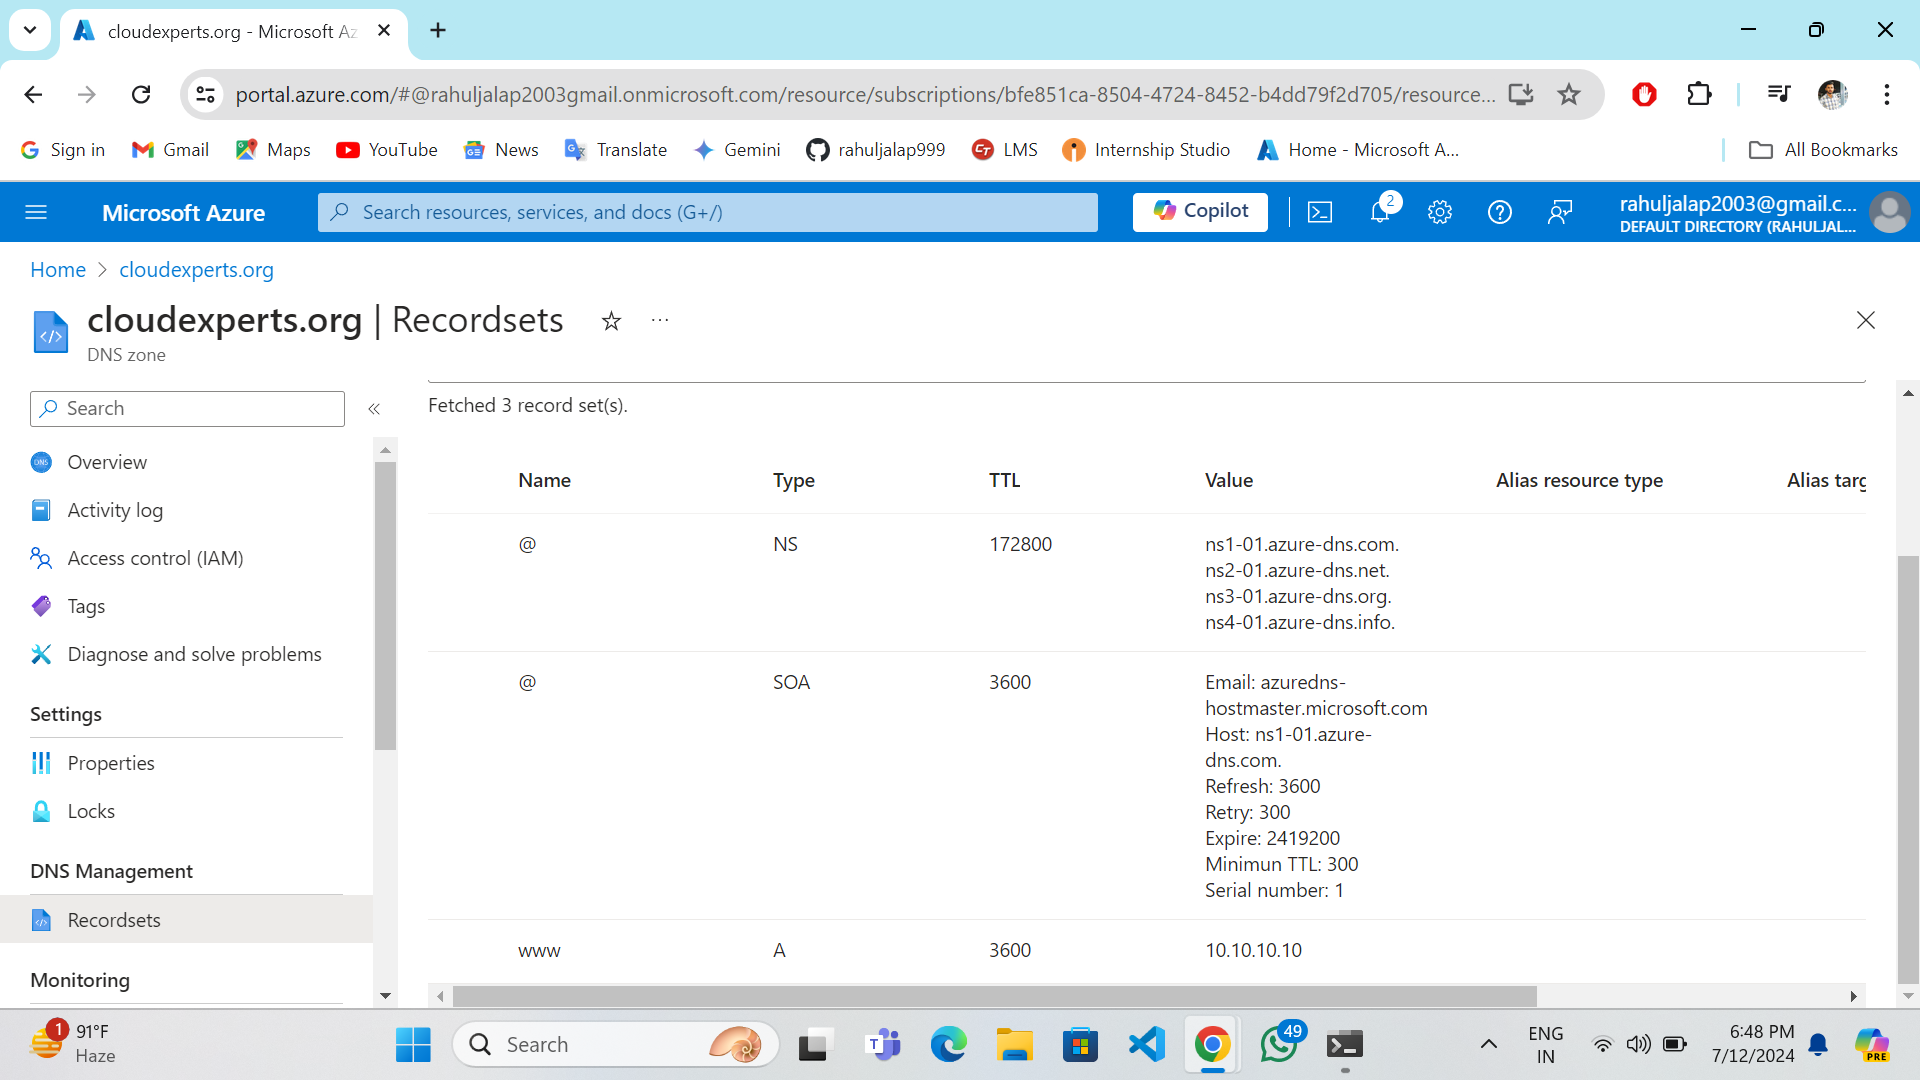 cloudexperts.org - Microsoft Az
portal.azure.com/#@rahuljalap2003gmail.onmicrosoft.com/resource/subscriptions/bfe851ca-8504-4724-8452-b4dd79f2d705/resource...
Sign in
Gmail
Maps
YouTube
News
Translate
Gemini
rahuljalap999
LMS
Internship Studio
Home - Microsoft A...
All Bookmarks
Microsoft Azure
Search resources, services, and docs (G+/)
Copilot
2
rahuljalap2003@gmail.c...
DEFAULT DIRECTORY (RAHULJAL...
Home > cloudexperts.org
cloudexperts.org | Recordsets
DNS zone
Search
Overview
Activity log
Access control (IAM)
Tags
Diagnose and solve problems
Settings
Properties
Locks
DNS Management
Recordsets
Monitoring
Fetched 3 record set(s).
Name Type TTL Value Alias resource type Alias targ
@ NS 172800 ns1-01.azure-dns.com.
ns2-01.azure-dns.net.
ns3-01.azure-dns.org.
ns4-01.azure-dns.info.
@ SOA 3600 Email: azuredns-
hostmaster.microsoft.com
Host: ns1-01.azure-
dns.com.
Refresh: 3600
Retry: 300
Expire: 2419200
Minimun TTL: 300
Serial number: 1
www A 3600 10.10.10.10
1
91°F
Haze
Search
T
49
ENG
IN
6:48 PM
7/12/2024
PRE